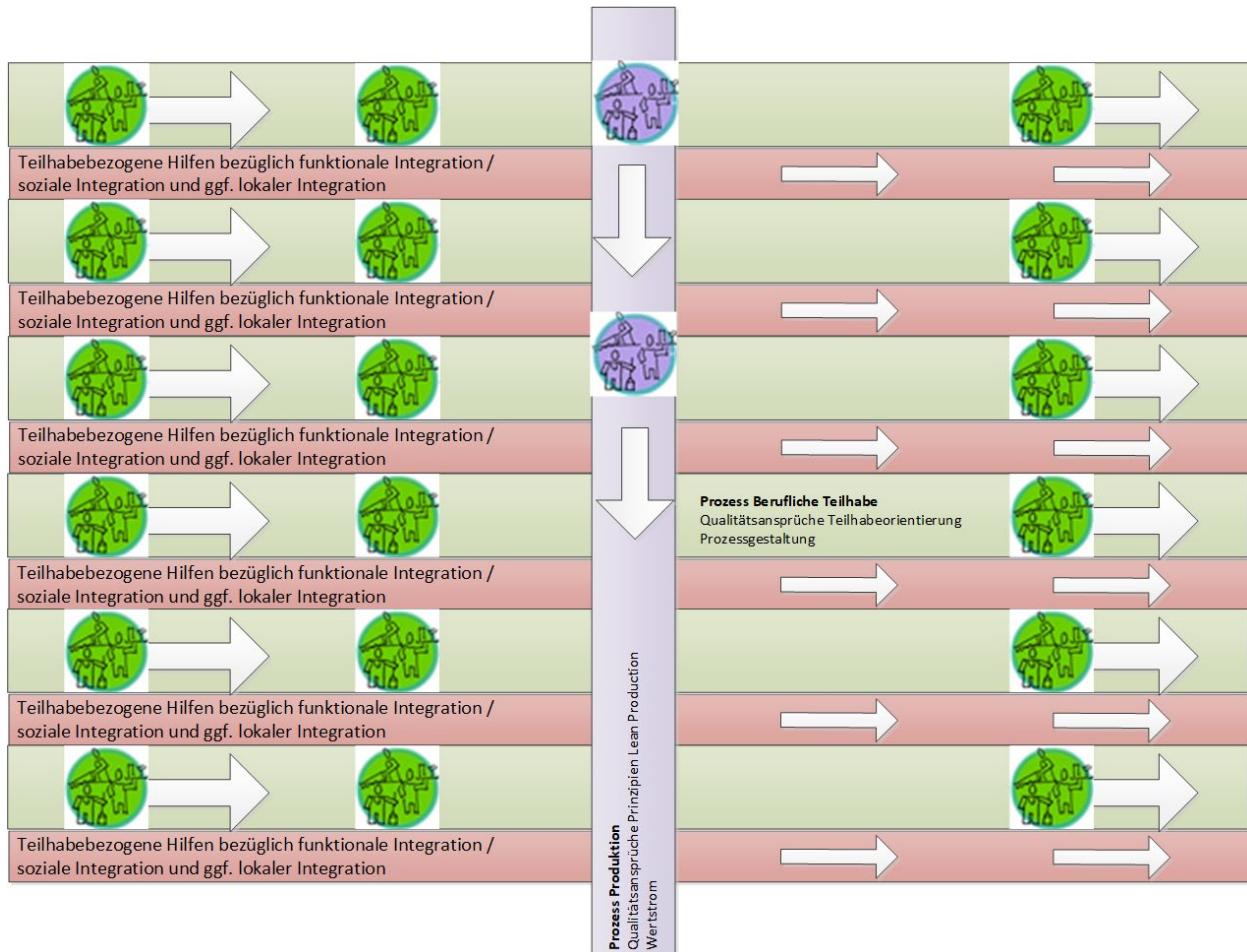 Teilhabebezogene Hilfen bezüglich funktionale Integration /
soziale Integration und ggf. lokaler Integration
Teilhabebezogene Hilfen bezüglich funktionale Integration /
soziale Integration und ggf. lokaler Integration
Teilhabebezogene Hilfen bezüglich funktionale Integration /
soziale Integration und ggf. lokaler Integration
Prozess Berufliche Teilhabe
Qualitätsansprüche Teilhabeorientierung
Prozessgestaltung
Teilhabebezogene Hilfen bezüglich funktionale Integration /
soziale Integration und ggf. lokaler Integration
Teilhabebezogene Hilfen bezüglich funktionale Integration /
soziale Integration und ggf. lokaler Integration
Teilhabebezogene Hilfen bezüglich funktionale Integration /
soziale Integration und ggf. lokaler Integration
Prozess Produktion
Qualitätsansprüche Prinzipien Lean Production
Wertstrom